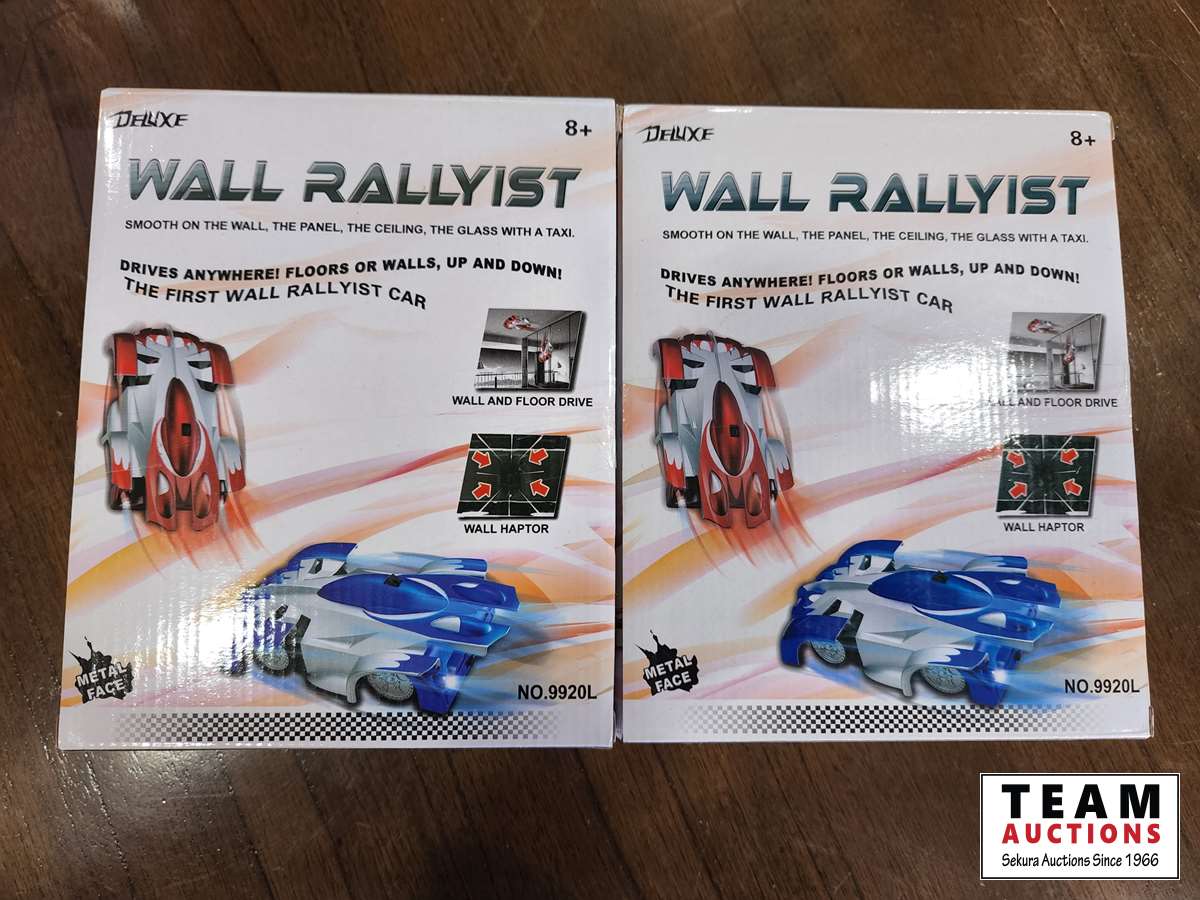 DELUXE
8+
WALL RALLYIST
SMOOTH ON THE WALL, THE PANEL, THE CEILING, THE GLASS WITH A TAXI.
DRIVES ANYWHERE! FLOORS OR WALLS, UP AND DOWN!
THE FIRST WALL RALLYIST CAR
WALL AND FLOOR DRIVE
WALL HAPTOR
METAL
FACE
NO.9920L
DELUXE
8+
WALL RALLYIST
SMOOTH ON THE WALL, THE PANEL, THE CEILING, THE GLASS WITH A TAXI.
DRIVES ANYWHERE! FLOORS OR WALLS, UP AND DOWN!
THE FIRST WALL RALLYIST CAR
WALL AND FLOOR DRIVE
WALL HAPTOR
METAL
FACE
NO.9920L
TEAM
AUCTIONS
Sekura Auctions Since 1966